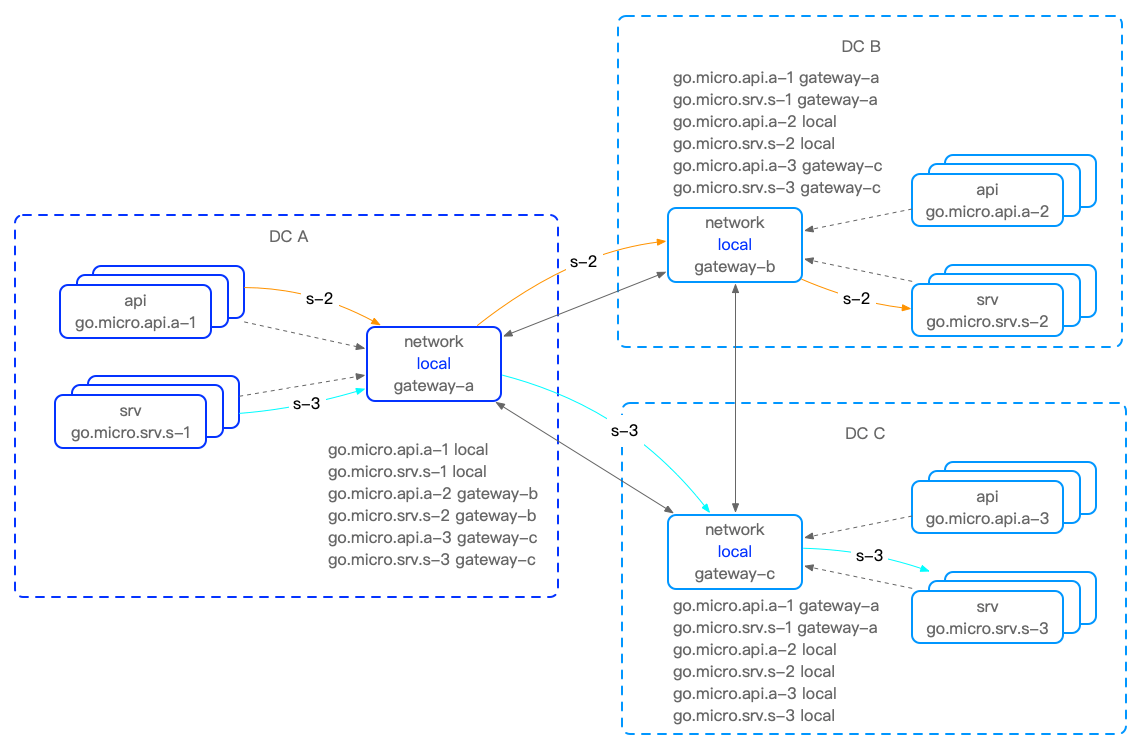 DC A
api
go.micro.api.a-1
srv
go.micro.srv.s-1
s-2
s-3
network
local
gateway-a
go.micro.api.a-1 local
go.micro.srv.s-1 local
go.micro.api.a-2 gateway-b
go.micro.srv.s-2 gateway-b
go.micro.api.a-3 gateway-c
go.micro.srv.s-3 gateway-c
s-2
s-3
DC B
go.micro.api.a-1 gateway-a
go.micro.srv.s-1 gateway-a
go.micro.api.a-2 local
go.micro.srv.s-2 local
go.micro.api.a-3 gateway-c
go.micro.srv.s-3 gateway-c
network
local
gateway-b
api
go.micro.api.a-2
s-2
srv
go.micro.srv.s-2
DC C
network
local
gateway-c
api
go.micro.api.a-3
s-3
srv
go.micro.srv.s-3
go.micro.api.a-1 gateway-a
go.micro.srv.s-1 gateway-a
go.micro.api.a-2 local
go.micro.srv.s-2 local
go.micro.api.a-3 local
go.micro.srv.s-3 local